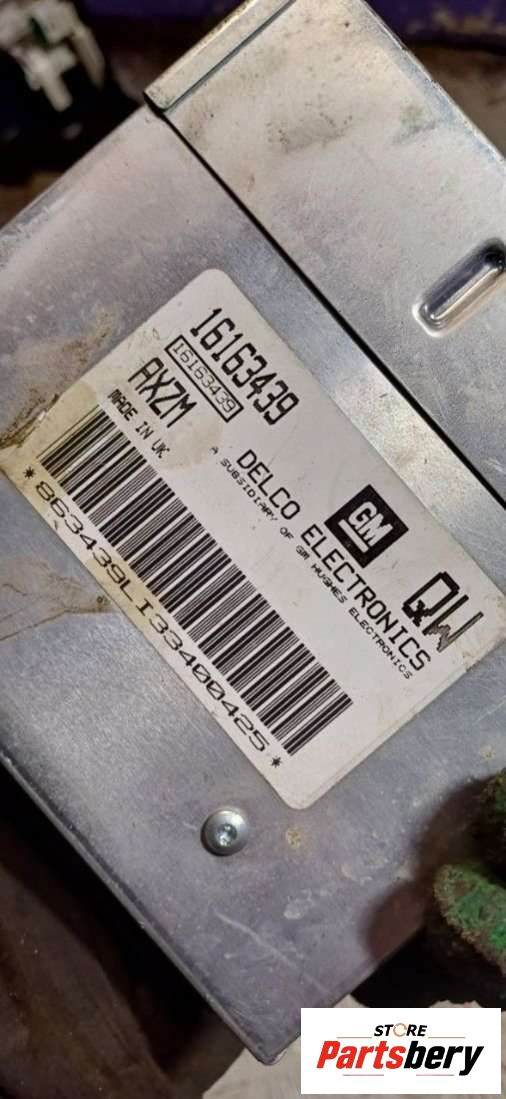 16163439
16163439
AXZM
MADE IN UK
GM
QW
DELCO ELECTRONICS
A SUBSIDIARY OF GM HUGHES ELECTRONICS
*863439LI33400425*
STORE
Partsbery